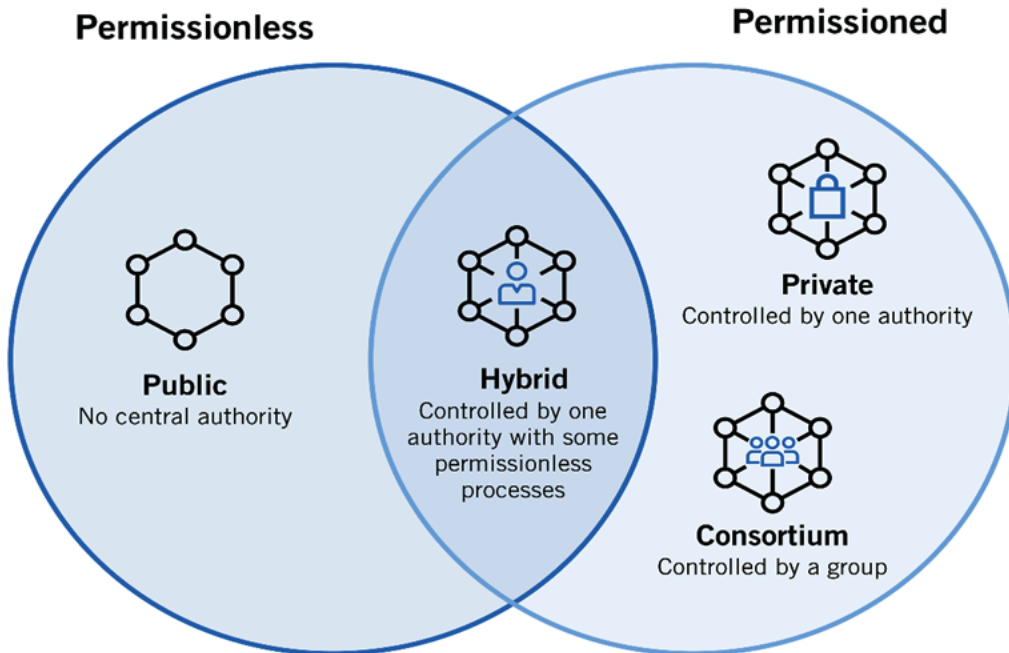 Permissionless
Permissioned
Public
No central authority
Hybrid
Controlled by one
authority with some
permissionless
processes
Private
Controlled by one authority
Consortium
Controlled by a group